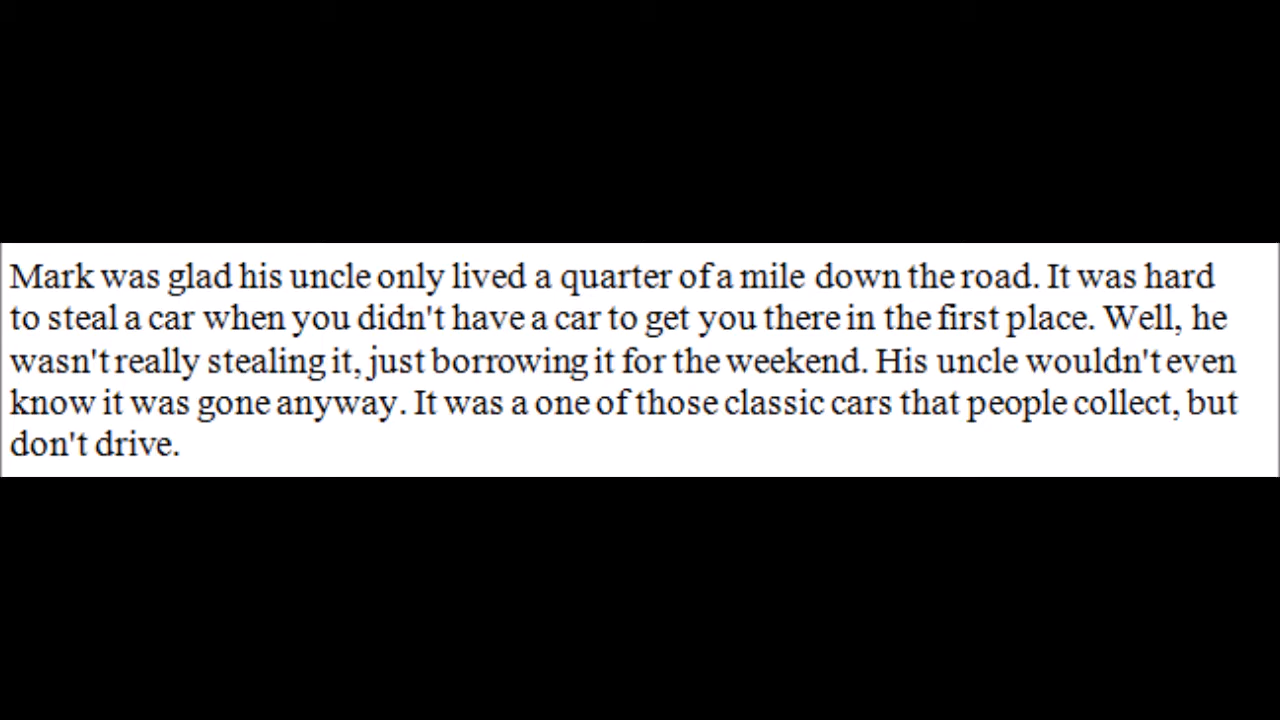 Mark was glad his uncle only lived a quarter of a mile down the road. It was hard
to steal a car when you didn't have a car to get you there in the first place. Well, he
wasn't really stealing it, just borrowing it for the weekend. His uncle wouldn't even
know it was gone anyway. It was a one of those classic cars that people collect, but
don't drive.